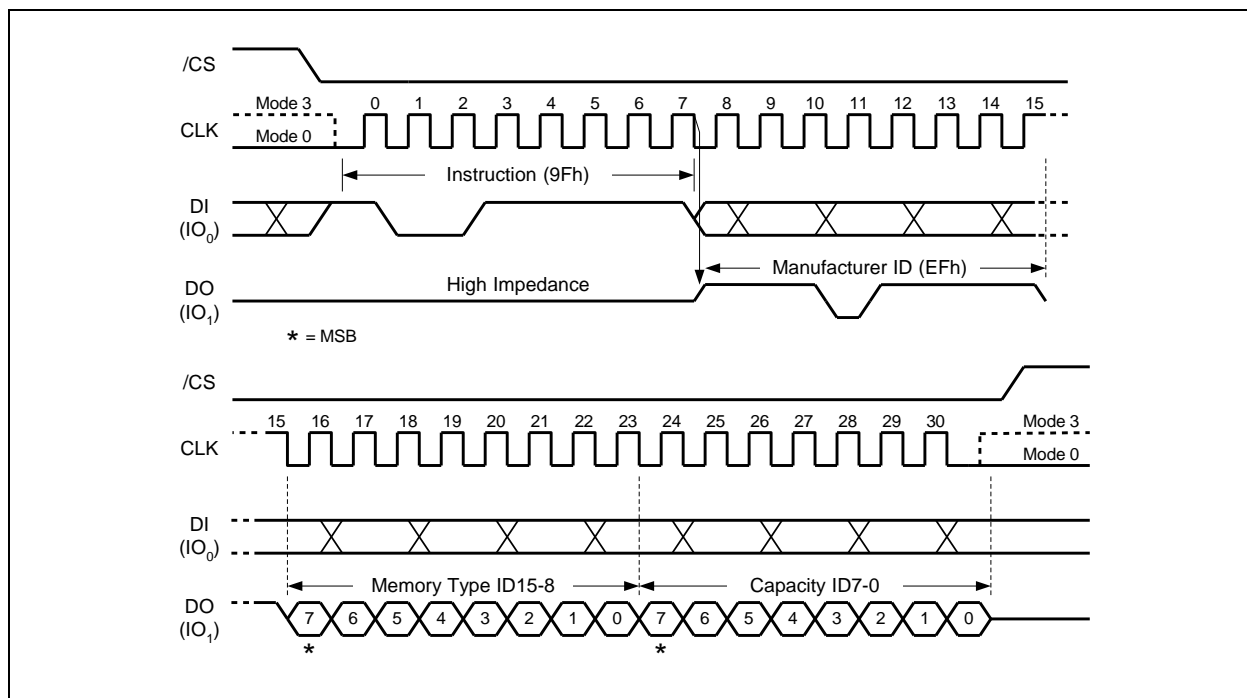 /CS
Mode 3
0 1 2 3 4 5 6 7 8 9 10 11 12 13 14 15
CLK
Mode 0
Instruction (9Fh)
DI
(IO0)
Manufacturer ID (EFh)
High Impedance
DO
(IO1)
* = MSB
/CS
15 16 17 18 19 20 21 22 23 24 25 26 27 28 29 30
Mode 3
CLK
Mode 0
DI
(IO0)
Memory Type ID15-8
Capacity ID7-0
DO
(IO1)
7 6 5 4 3 2 1 0 7 6 5 4 3 2 1 0
* *